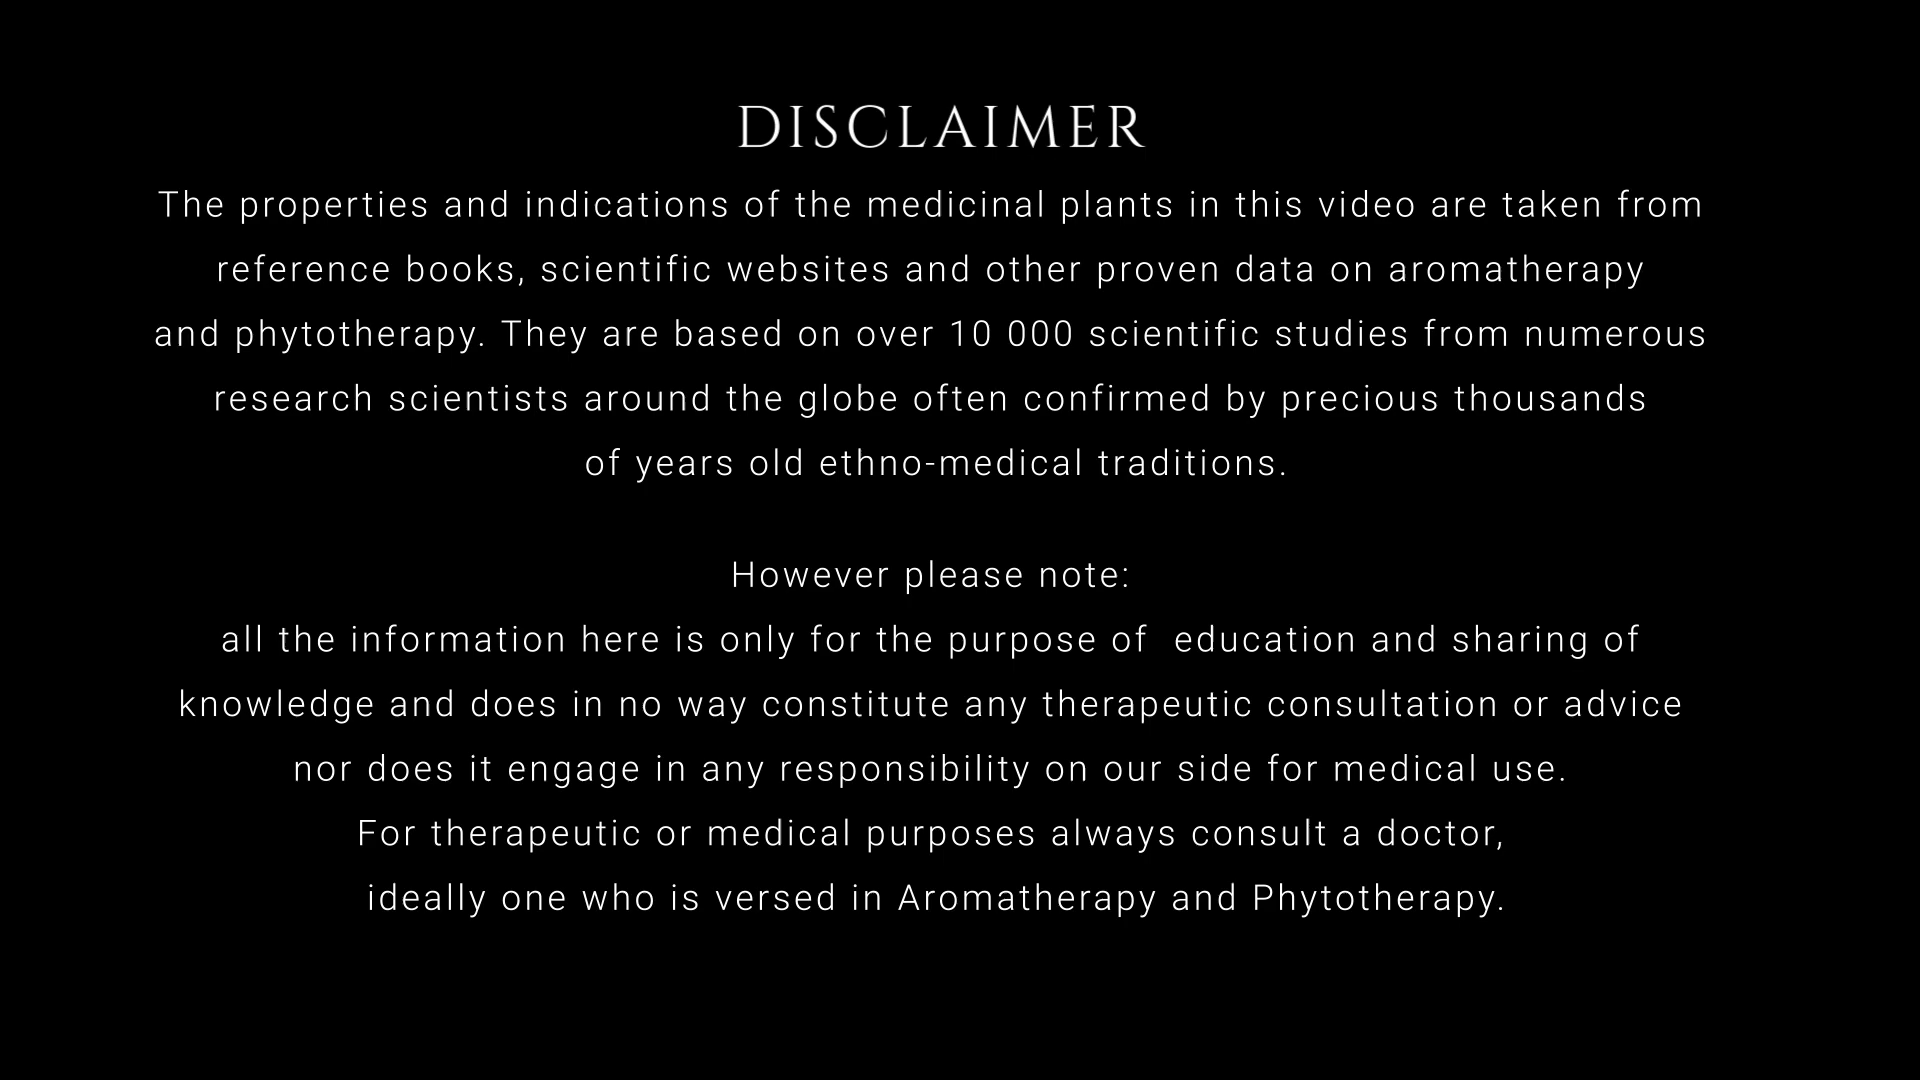 DISCLAIMER
The properties and indications of the medicinal plants in this video are taken from
reference books, scientific websites and other proven data on aromatherapy
and phytotherapy. They are based on over 10 000 scientific studies from numerous
research scientists around the globe often confirmed by precious thousands
of years old ethno-medical traditions.
However please note:
all the information here is only for the purpose of  education and sharing of
knowledge and does in no way constitute any therapeutic consultation or advice
nor does it engage in any responsibility on our side for medical use.
For therapeutic or medical purposes always consult a doctor,
ideally one who is versed in Aromatherapy and Phytotherapy.